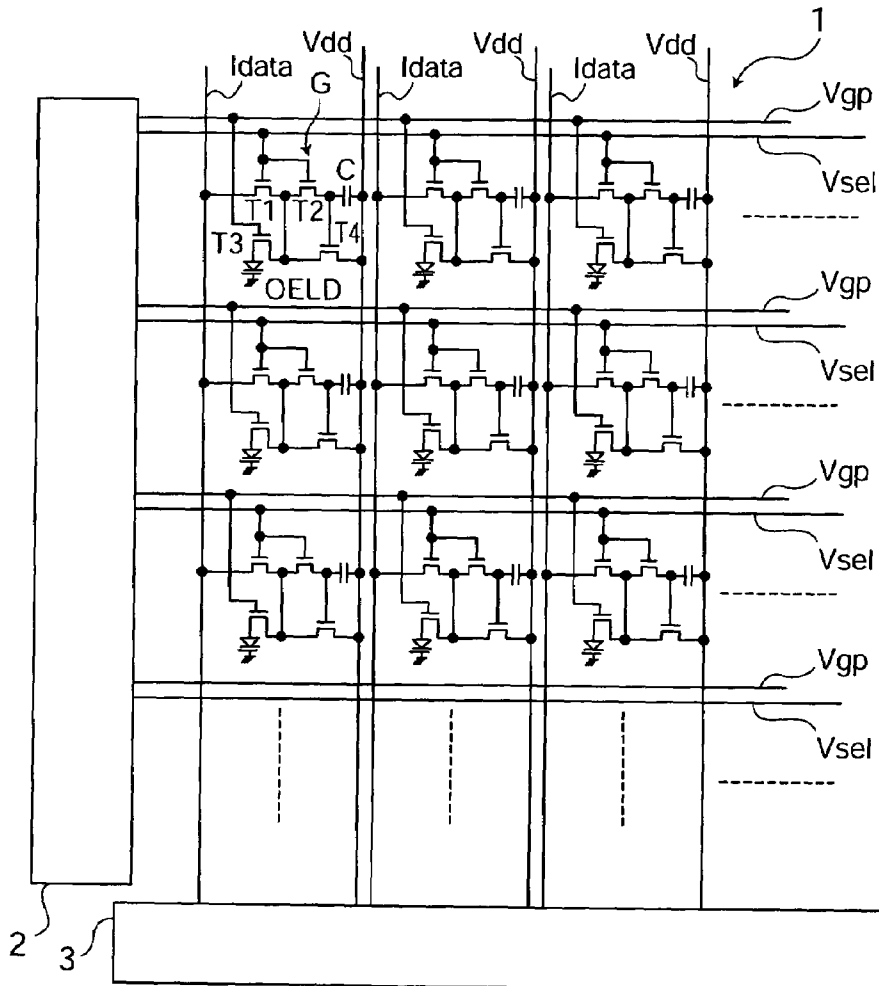 1
Vdd
Vdd
Vdd
Idata
Idata
Idata
G
Vgp
C
Vsel
T1
T2
T3
T4
OELD
Vgp
Vsel
Vgp
Vsel
Vgp
Vsel
2
3